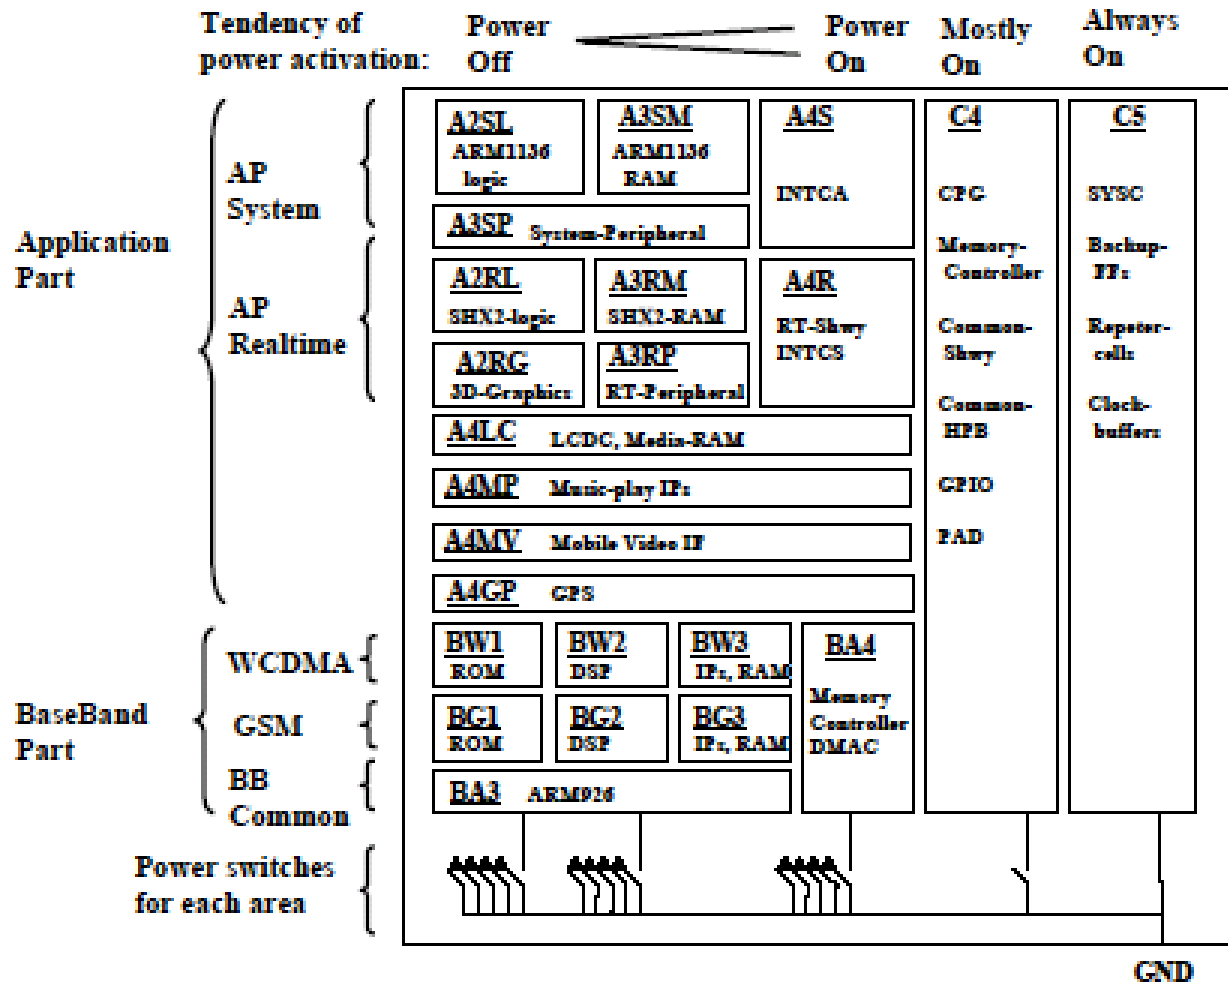 Tendency of
power activation:
Power
Off
Power
On
Mostly
On
Always
On
Application
Part
AP
System
AP
Realtime
A2SL
ARM1136
logic
A3SM
ARM1136
RAM
A4S
INTCA
A3SP System-Peripheral
A2RL
SHX2-logic
A3RM
SHX2-RAM
A4R
RT-Shwy
INTCS
A2RG
3D-Graphics
A3RP
RT-Peripheral
A4LC LCDC, Media-RAM
A4MP Music-play IPs
A4MV Mobile Video IF
A4GP GPS
C4
CPG
Memory-
Controller
Common-
Shwy
Common-
HPB
GPIO
PAD
C5
SYSC
Backup-
FFs
Repeter-
cells
Clock-
buffers
BaseBand
Part
WCDMA
GSM
BB
Common
BW1
ROM
BW2
DSP
BW3
IPs, RAM
BA4
Memory
Controller
DMAC
BG1
ROM
BG2
DSP
BG3
IPs, RAM
BA3 ARM926
Power switches
for each area
GND